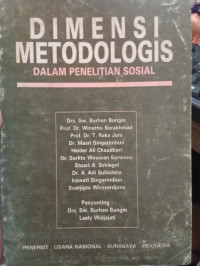 DIMENSI
METODOLOGIS
DALAM PENELITIAN SOSIAL
Drs. Sw. Burhan Bungin
Prof. Dr. Winarno Surakhmad
Prof. Dr. T. Raka Joni
Dr. Masri Singarimbun
Heider Ali Chaudhari
Dr. Sarlito Wirawan Sarwono
Stuart A. Schlegel
Dr. A. Adi Sukadana
Irawati Singarimbun
Soetjipto Wirosardjono
Penyunting
Drs. Sw. Burhan Bungin
Laely Widjajati
PENERBIT : USAHA NASIONAL - SURABAYA - INDONESIA